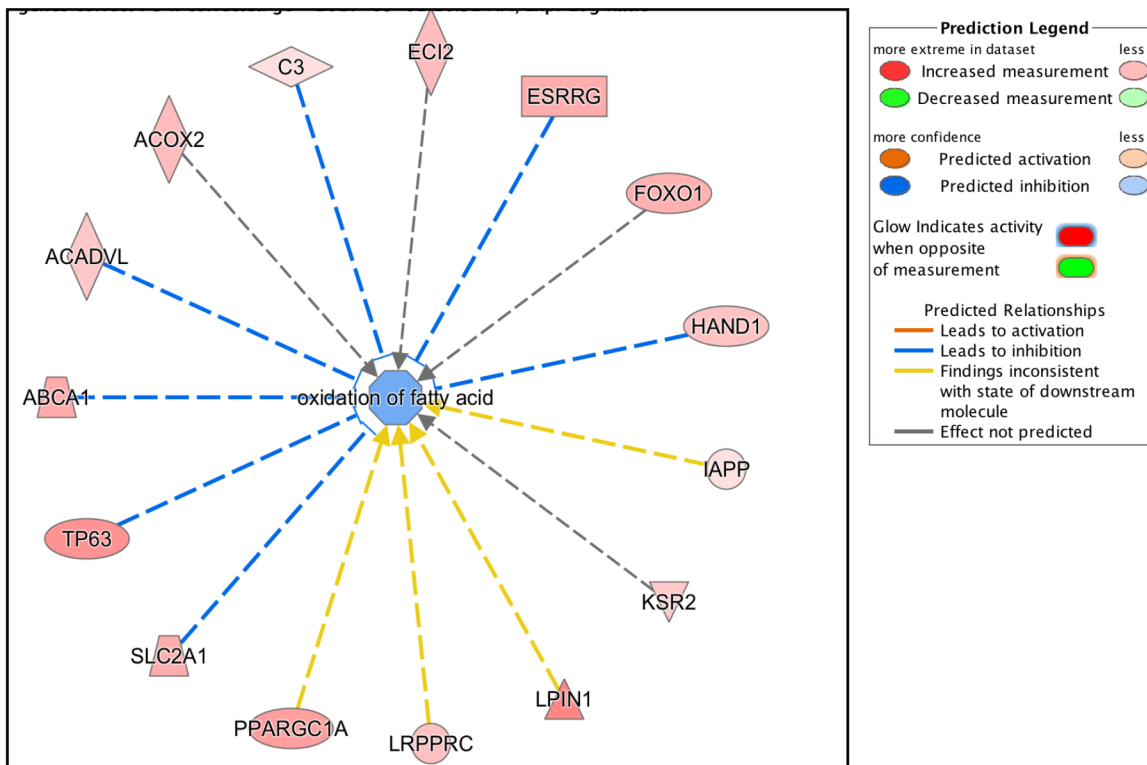 C3
ECI2
ESRRG
ACOX2
FOXO1
ACADVL
HAND1
ABCA1
oxidation of fatty acid
IAPP
TP63
KSR2
SLC2A1
LPIN1
PPARGC1A
LRPPRC
Prediction Legend
more extreme in dataset less
Increased measurement
Decreased measurement
more confidence less
Predicted activation
Predicted inhibition
Glow Indicates activity
when opposite
of measurement
Predicted Relationships
Leads to activation
Leads to inhibition
Findings inconsistent
with state of downstream
molecule
Effect not predicted